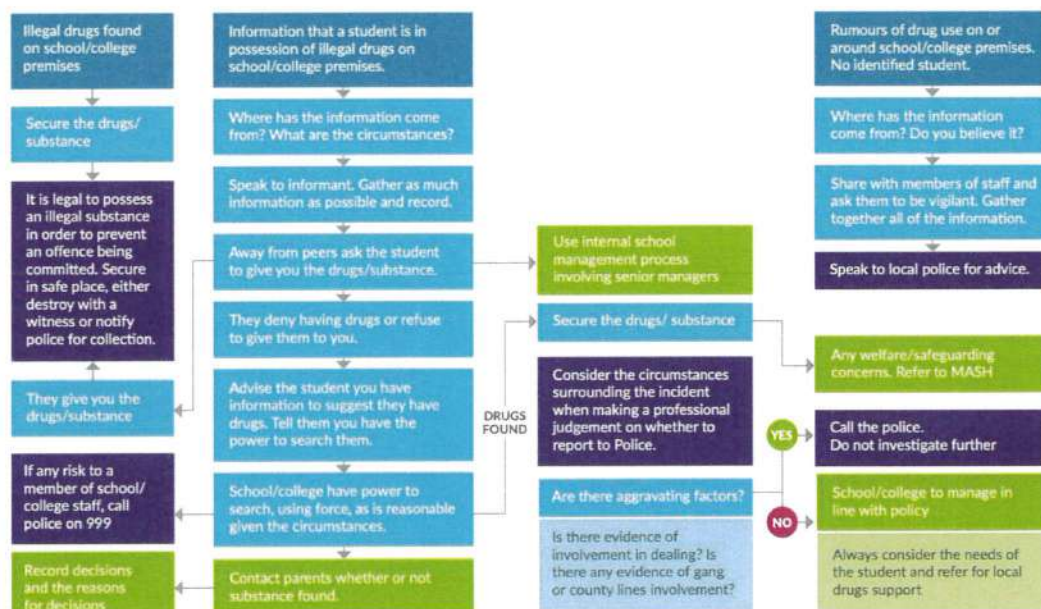 Illegal drugs found
on school/college
premises
Secure the drugs/
substance
It is legal to possess
an illegal substance
in order to prevent
an offence being
committed. Secure
in safe place, either
destroy with a
witness or notify
police for collection.
They give you the
drugs/substance
If any risk to a
member of school/
college staff, call
police on 999
Record decisions
and the reasons
for decisions
Information that a student is in
possession of illegal drugs on
school/college premises.
Where has the information come
from? What are the circumstances?
Speak to informant. Gather as much
information as possible and record.
Away from peers ask the student
to give you the drugs/substance.
They deny having drugs or refuse
to give them to you.
Advise the student you have
information to suggest they have
drugs. Tell them you have the
power to search them.
School/college have power to
search, using force, as is reasonable
given the circumstances.
Contact parents whether or not
substance found.
DRUGS
FOUND
Use internal school
management process
involving senior managers
Secure the drugs/ substance
Consider the circumstances
surrounding the incident
when making a professional
judgement on whether to
report to Police.
Are there aggravating factors?
Is there evidence of
involvement in dealing? Is
there any evidence of gang
or county lines involvement?
YES
NO
Rumours of drug use on or
around school/college premises.
No identified student.
Where has the information
come from? Do you believe it?
Share with members of staff and
ask them to be vigilant. Gather
together all of the information.
Speak to local police for advice.
Any welfare/safeguarding
concerns. Refer to MASH
Call the police.
Do not investigate further
School/college to manage in
line with policy
Always consider the needs of
the student and refer for local
drugs support